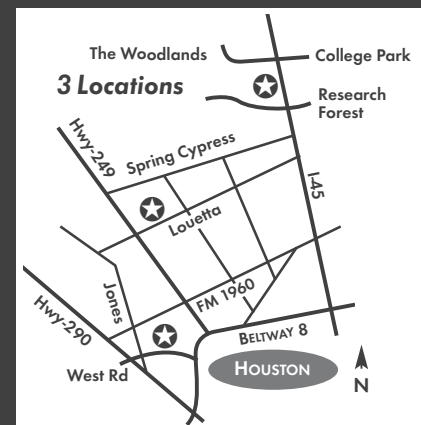 The Woodlands
College Park
3 Locations
Research
Forest
Hwy-249
Spring Cypress
I-45
Louetta
Jones
FM 1960
Hwy-290
BELTWAY 8
West Rd
HOUSTON
N